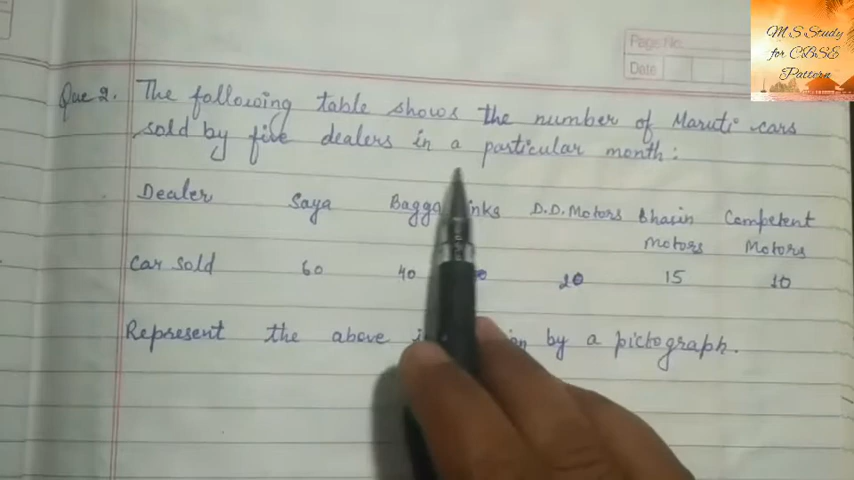 Page No.
Date
M S Study
for CBSE
Pattern
Que 2. The following table shows the number of Maruti cars
sold by five dealers in a particular month:
Dealer Saya Bagga D.D. Motors Bhasin Competent
Motors Motors
Car sold 60 40 20 15 10
Represent the above by a pictograph.